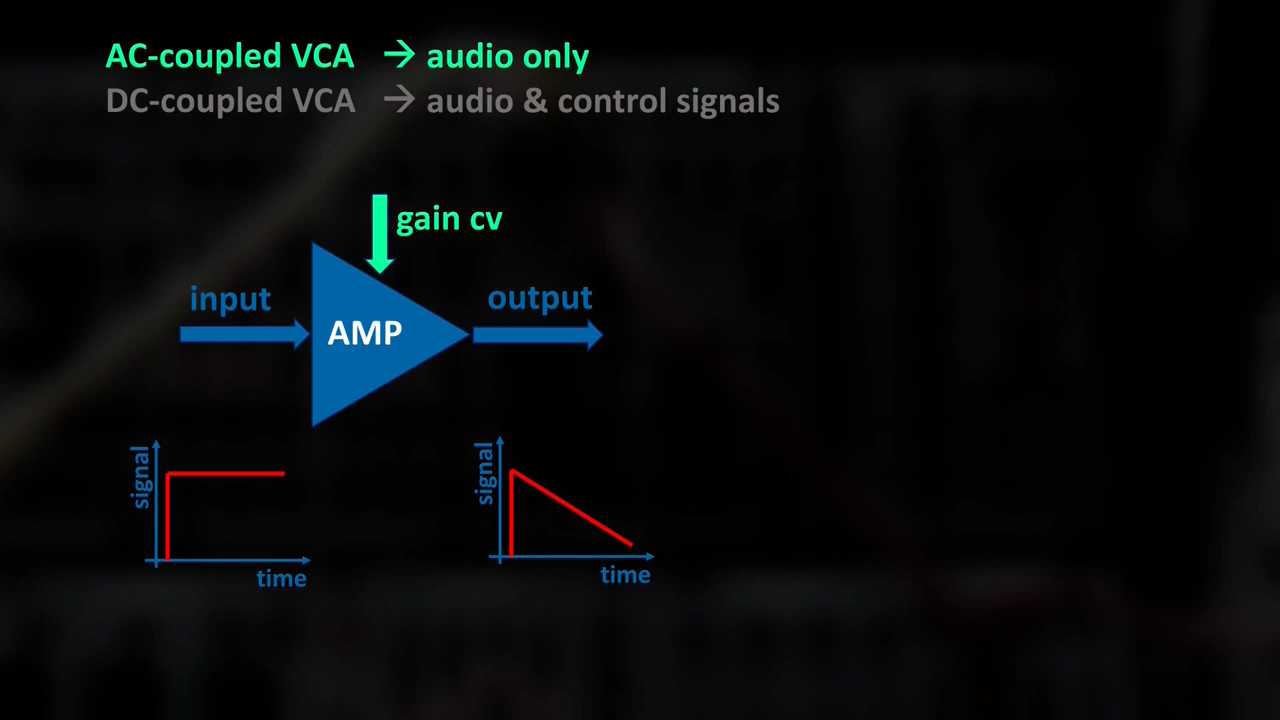 AC-coupled VCA → audio only
DC-coupled VCA → audio & control signals
gain cv
input
output
AMP
signal
time
signal
time